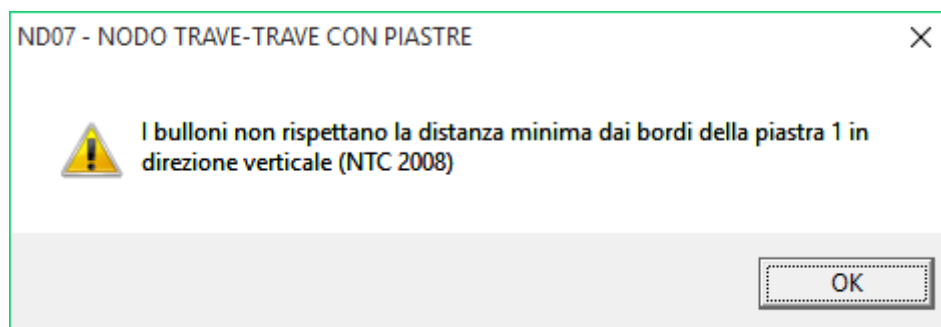 ND07 - NODO TRAVE-TRAVE CON PIASTRE
I bulloni non rispettano la distanza minima dai bordi della piastra 1 in
direzione verticale (NTC 2008)
OK